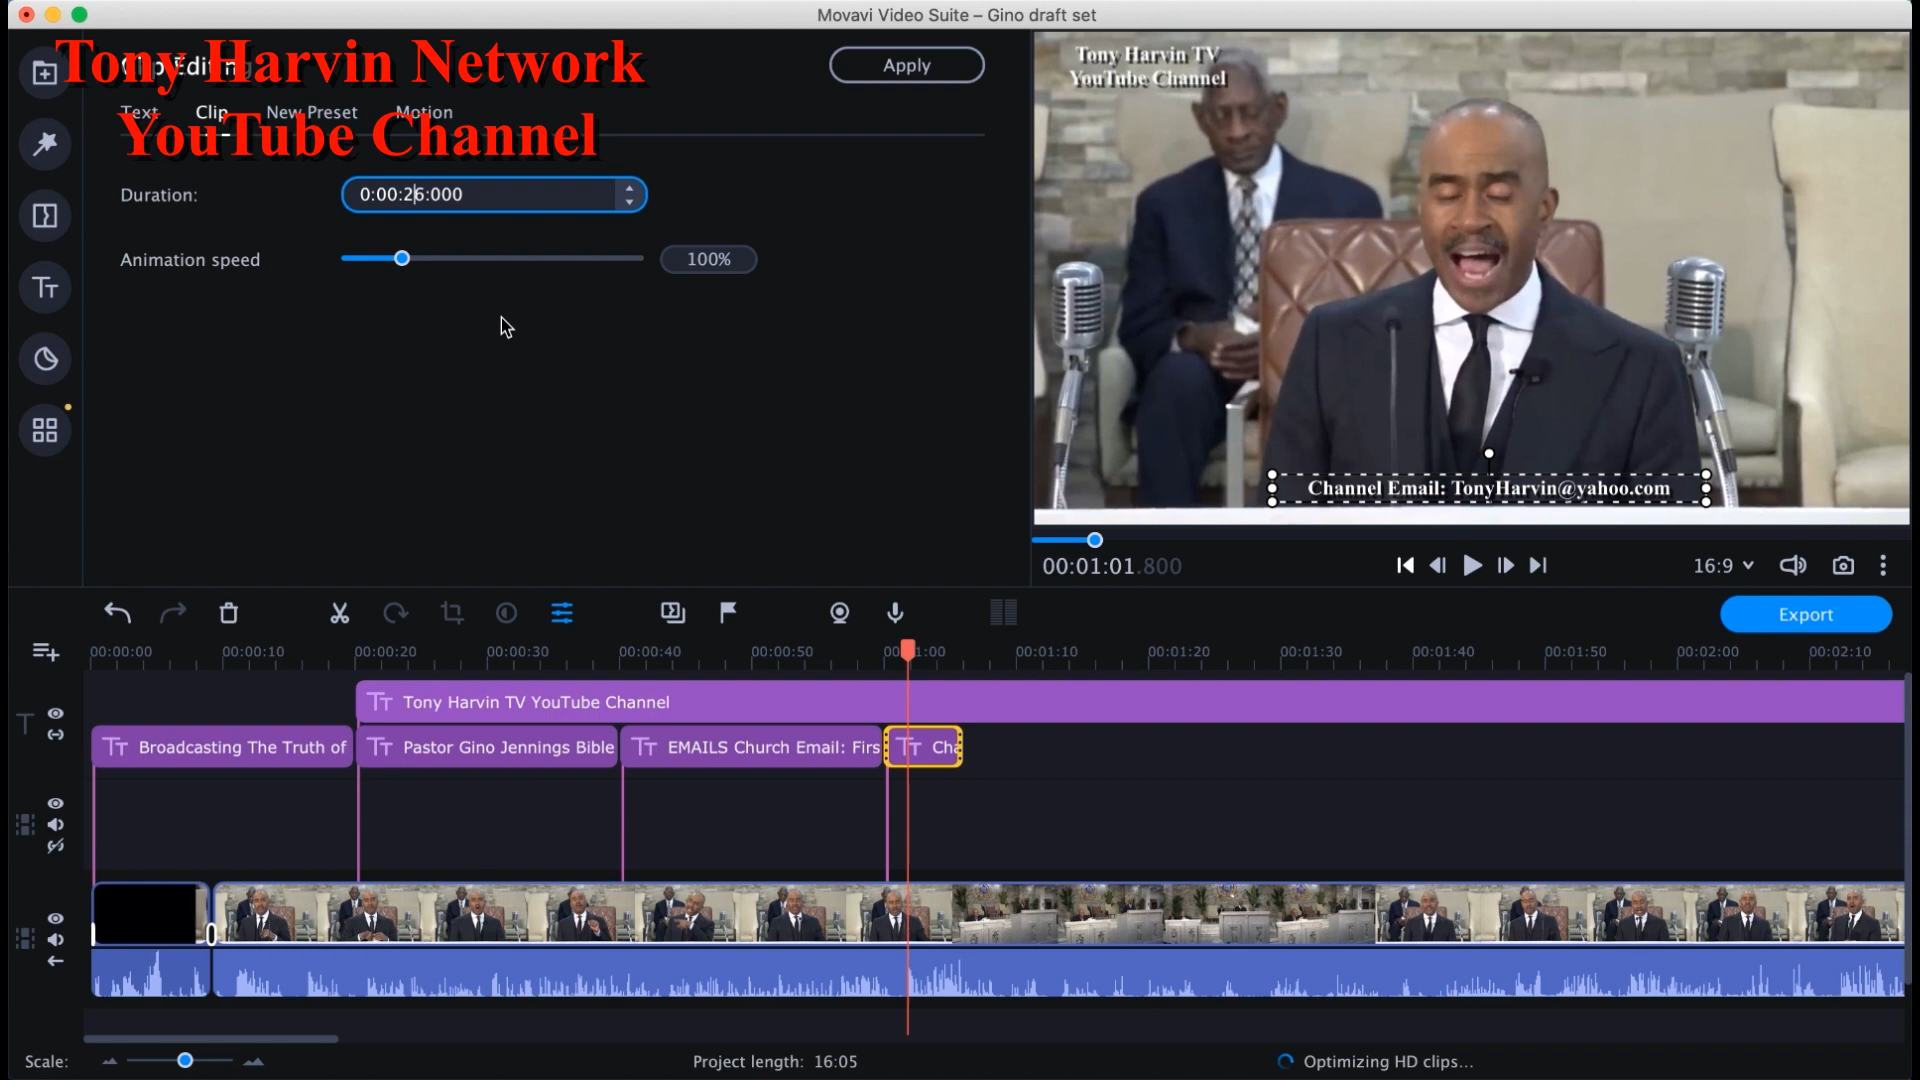 Movavi Video Suite – Gino draft set
Tony Harvin Network
YouTube Channel
Clip Editing
Apply
Text Clip New Preset Motion
Duration: 0:00:26:000
Animation speed 100%
Tony Harvin TV
YouTube Channel
Channel Email: TonyHarvin@yahoo.com
00:01:01.800
16:9
Export
00:00:00 00:00:10 00:00:20 00:00:30 00:00:40 00:00:50 00:01:00 00:01:10 00:01:20 00:01:30 00:01:40 00:01:50 00:02:00 00:02:10
Tony Harvin TV YouTube Channel
Broadcasting The Truth of
Pastor Gino Jennings Bible
EMAILS Church Email: Firs
Cha
Scale:
Project length: 16:05
Optimizing HD clips...